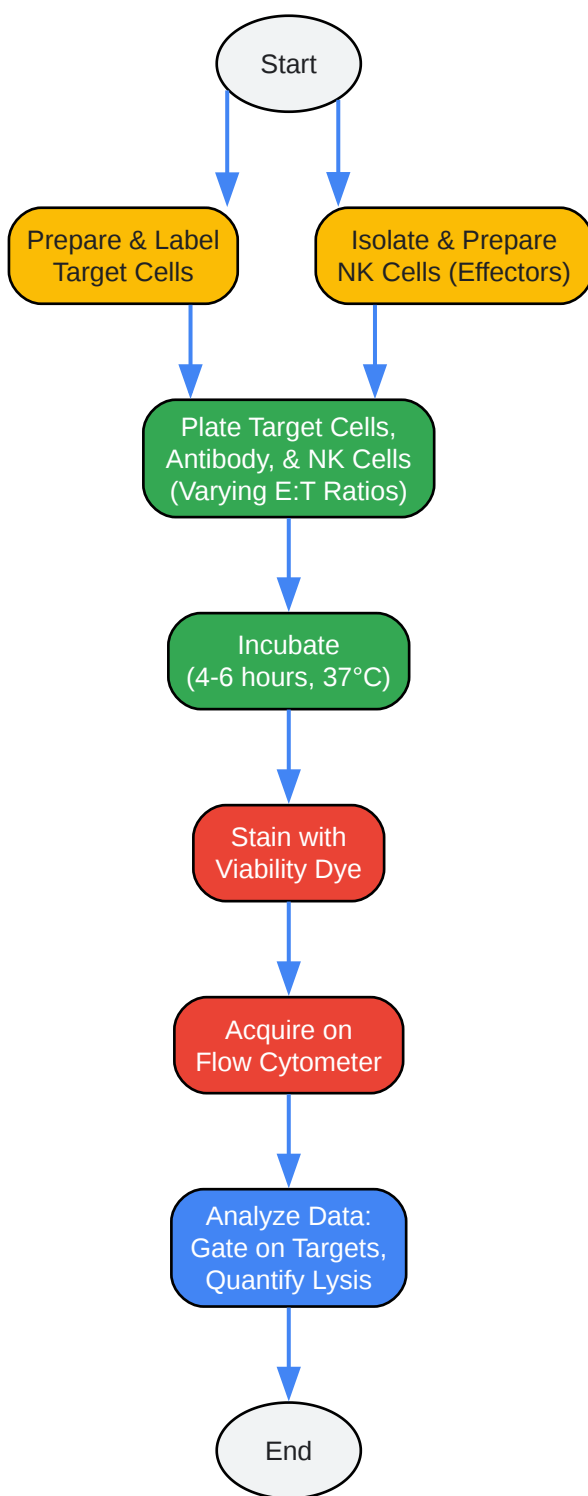 Start
Prepare & Label
Target Cells
Isolate & Prepare
NK Cells (Effectors)
Plate Target Cells,
Antibody, & NK Cells
(Varying E:T Ratios)
Incubate
(4-6 hours, 37°C)
Stain with
Viability Dye
Acquire on
Flow Cytometer
Analyze Data:
Gate on Targets,
Quantify Lysis
End